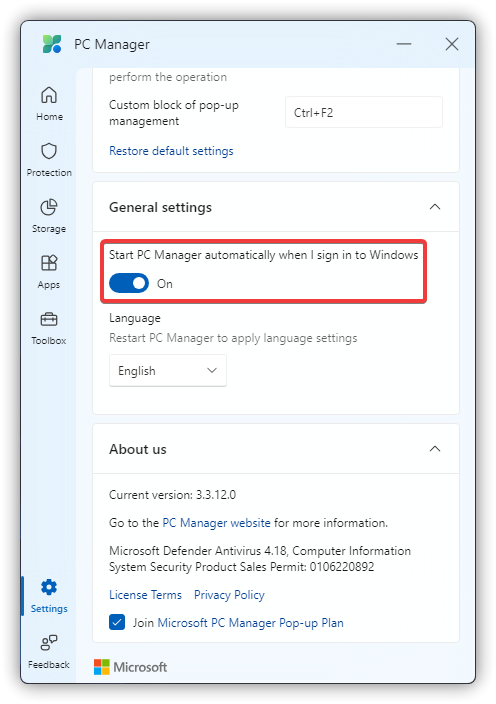 PC Manager
perform the operation
Custom block of pop-up
management
Ctrl+F2
Restore default settings
Home
Protection
Storage
Apps
Toolbox
General settings
Start PC Manager automatically when I sign in to Windows
On
Language
Restart PC Manager to apply language settings
English
About us
Current version: 3.3.12.0
Go to the PC Manager website for more information.
Microsoft Defender Antivirus 4.18, Computer Information
System Security Product Sales Permit: 0106220892
License Terms Privacy Policy
Join Microsoft PC Manager Pop-up Plan
Settings
Feedback
Microsoft